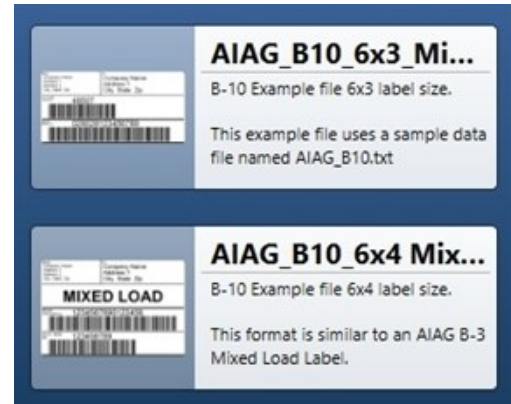 AIAG_B10_6x3_Mi...
B-10 Example file 6x3 label size.
This example file uses a sample data
file named AIAG_B10.txt
AIAG_B10_6x4 Mix...
B-10 Example file 6x4 label size.
MIXED LOAD
This format is similar to an AIAG B-3
Mixed Load Label.